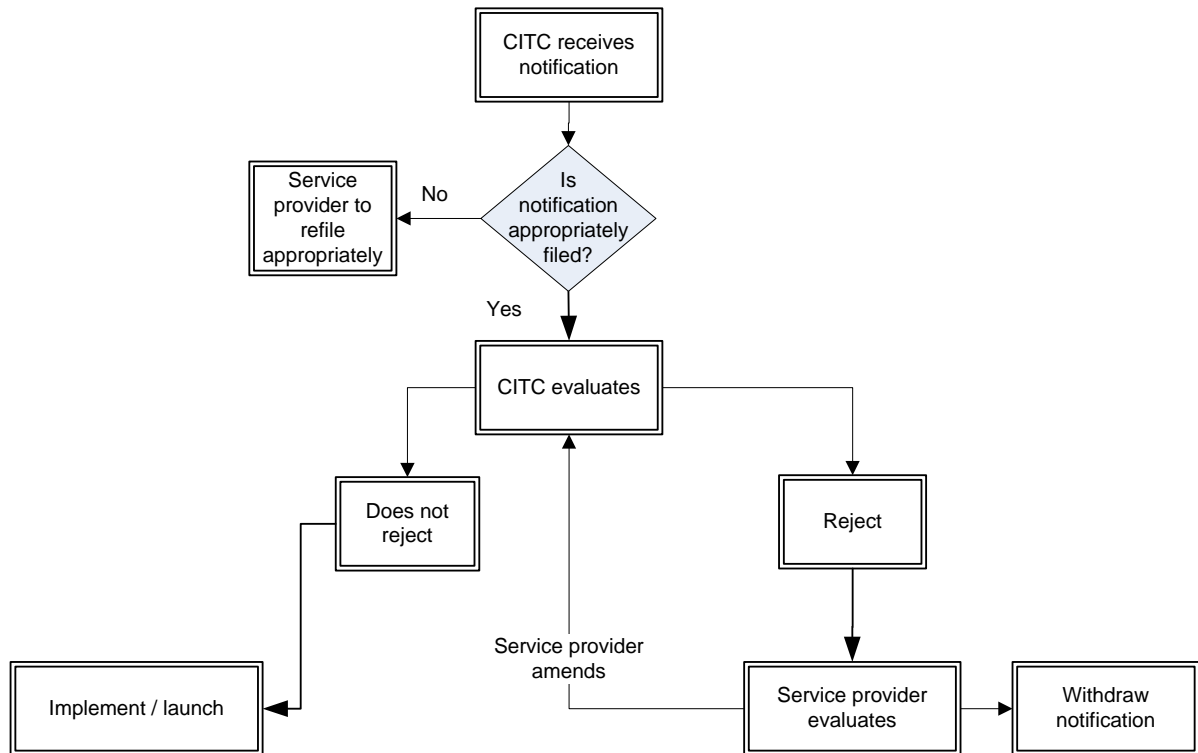 CITC receives
notification
Is
notification
appropriately
filed?
No
Service
provider to
refile
appropriately
Yes
CITC evaluates
Does not
reject
Reject
Service provider
amends
Implement / launch
Service provider
evaluates
Withdraw
notification